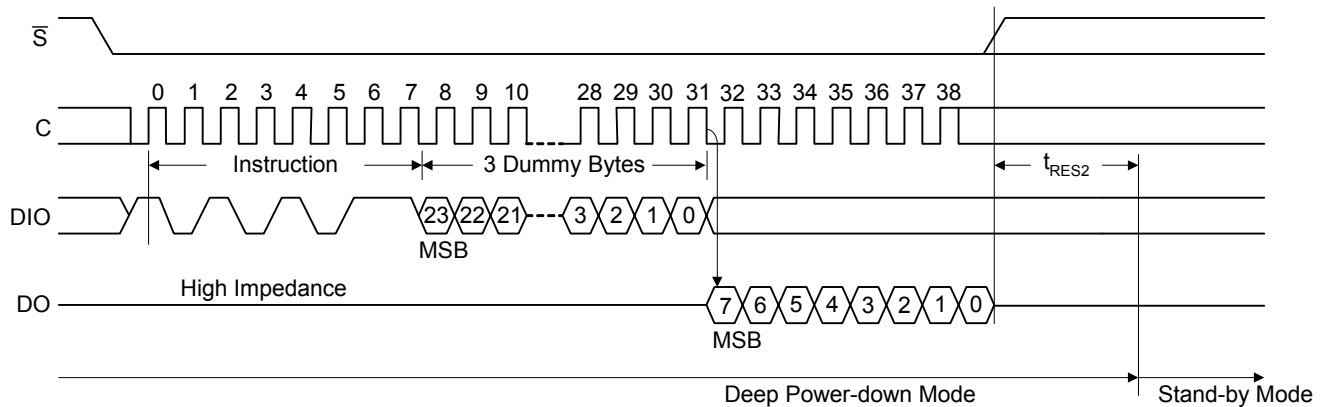 S̅
0 1 2 3 4 5 6 7 8 9 10 28 29 30 31 32 33 34 35 36 37 38
C
Instruction 3 Dummy Bytes tRES2
DIO 23 22 21 3 2 1 0
MSB
High Impedance
DO 7 6 5 4 3 2 1 0
MSB
Deep Power-down Mode Stand-by Mode